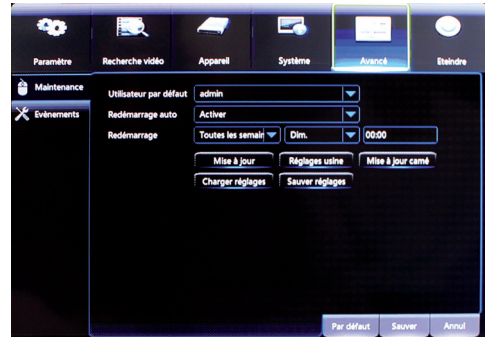 Paramètre Recherche vidéo Appareil Système Avancé Eteindre
Maintenance
Evènements
Utilisateur par défaut admin
Redémarrage auto Activer
Redémarrage Toutes les semair Dim. 00:00
Mise à jour Réglages usine Mise à jour camé
Charger réglages Sauver réglages
Par défaut Sauver Annul